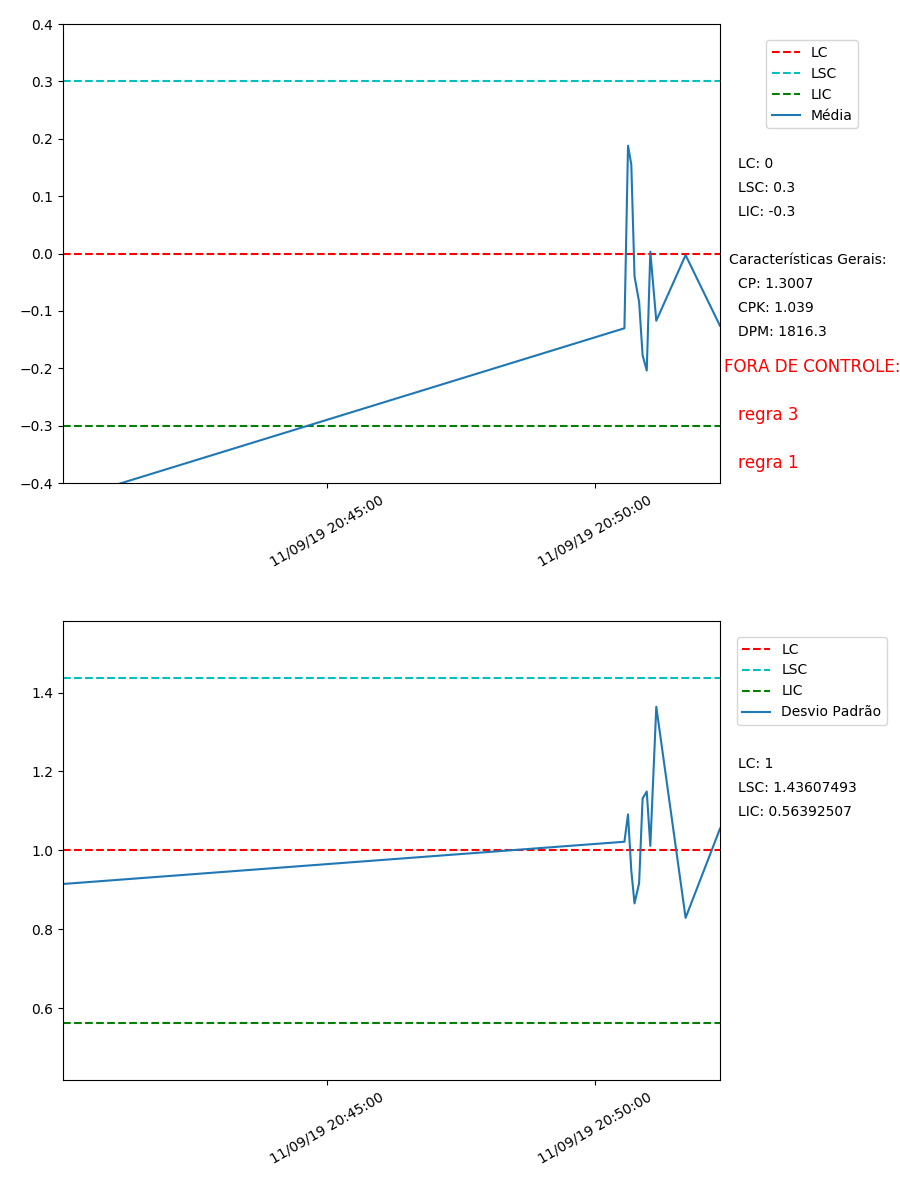 0.4
0.3
0.2
0.1
0.0
−0.1
−0.2
−0.3
−0.4
11/09/19 20:45:00
11/09/19 20:50:00
LC
LSC
LIC
Média
LC: 0
LSC: 0.3
LIC: -0.3
Características Gerais:
CP: 1.3007
CPK: 1.039
DPM: 1816.3
FORA DE CONTROLE:
regra 3
regra 1
1.4
1.2
1.0
0.8
0.6
11/09/19 20:45:00
11/09/19 20:50:00
LC
LSC
LIC
Desvio Padrão
LC: 1
LSC: 1.43607493
LIC: 0.56392507